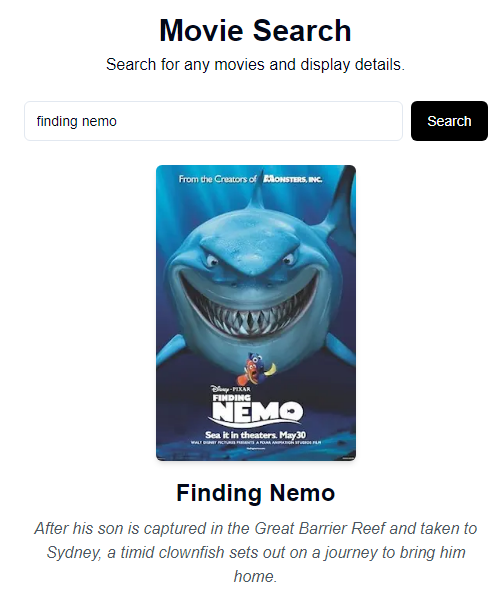 Movie Search
Search for any movies and display details.
finding nemo
Search
From the Creators of MONSTERS, INC.
Disney · PIXAR
FINDING
NEMO
Sea it in theaters. May 30
WALT DISNEY PICTURES PRESENTS A PIXAR ANIMATION STUDIOS FILM
Finding Nemo
After his son is captured in the Great Barrier Reef and taken to
Sydney, a timid clownfish sets out on a journey to bring him
home.